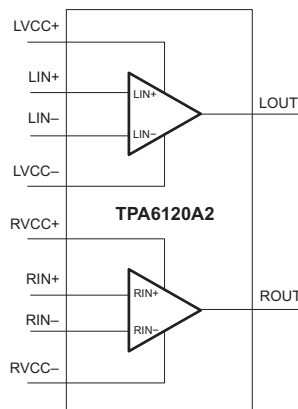 LVCC+
LIN+
LIN+
LOUT
LIN–
LIN–
LVCC–
TPA6120A2
RVCC+
RIN+
RIN+
ROUT
RIN–
RIN–
RVCC–